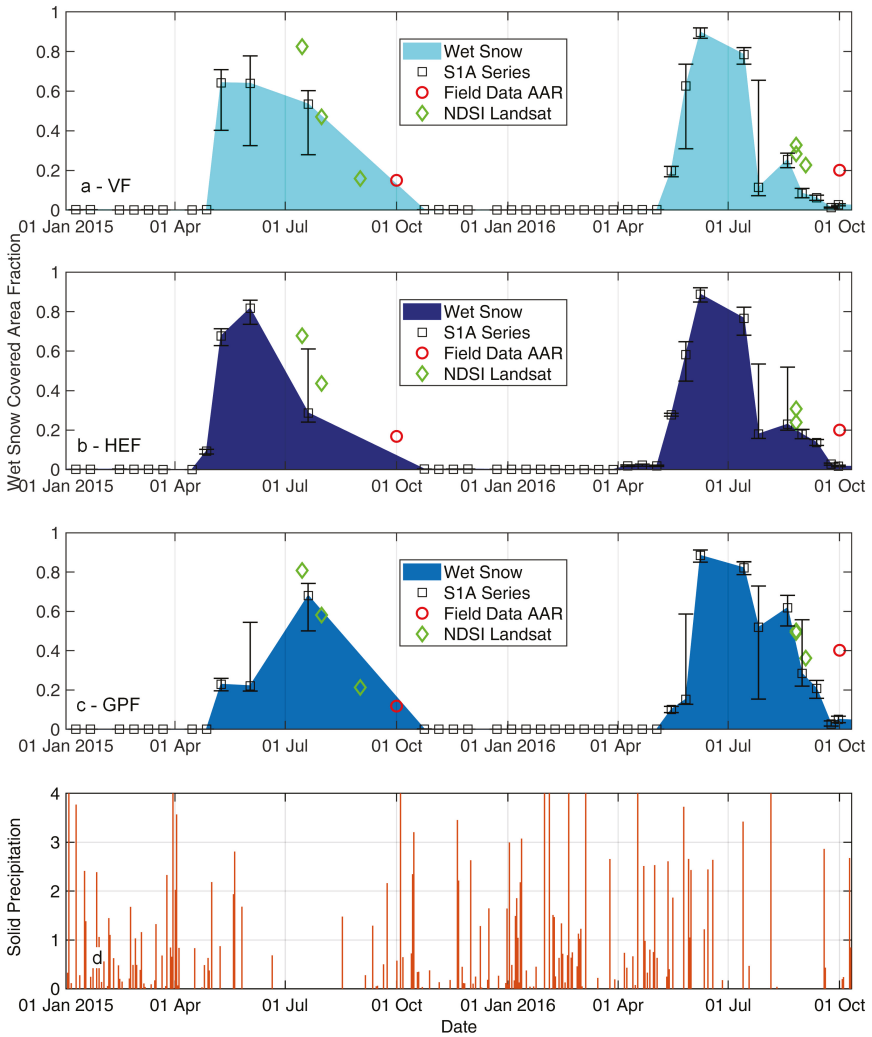 1
0.8
0.6
0.4
0.2
0
a - VF
Wet Snow
S1A Series
Field Data AAR
NDSI Landsat
01 Jan 2015 01 Apr 01 Jul 01 Oct 01 Jan 2016 01 Apr 01 Jul 01 Oct
Wet Snow Covered Area Fraction
1
0.8
0.6
0.4
0.2
0
b - HEF
Wet Snow
S1A Series
Field Data AAR
NDSI Landsat
01 Jan 2015 01 Apr 01 Jul 01 Oct 01 Jan 2016 01 Apr 01 Jul 01 Oct
1
0.8
0.6
0.4
0.2
0
c - GPF
Wet Snow
S1A Series
Field Data AAR
NDSI Landsat
01 Jan 2015 01 Apr 01 Jul 01 Oct 01 Jan 2016 01 Apr 01 Jul 01 Oct
Solid Precipitation
4
3
2
1
0
d
01 Jan 2015 01 Apr 01 Jul 01 Oct 01 Jan 2016 01 Apr 01 Jul 01 Oct
Date